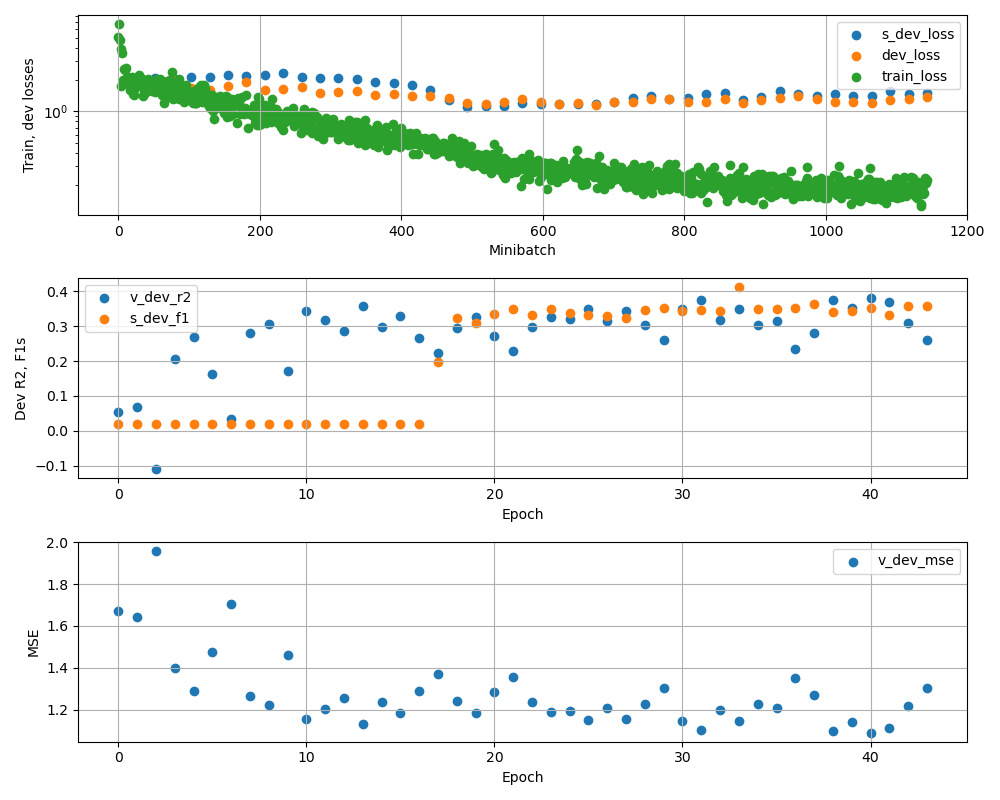 Train, dev losses
10⁰
s_dev_loss
dev_loss
train_loss
0 200 400 600 800 1000 1200
Minibatch
Dev R2, F1s
0.4
0.3
0.2
0.1
0.0
−0.1
v_dev_r2
s_dev_f1
0 10 20 30 40
Epoch
MSE
2.0
1.8
1.6
1.4
1.2
v_dev_mse
0 10 20 30 40
Epoch